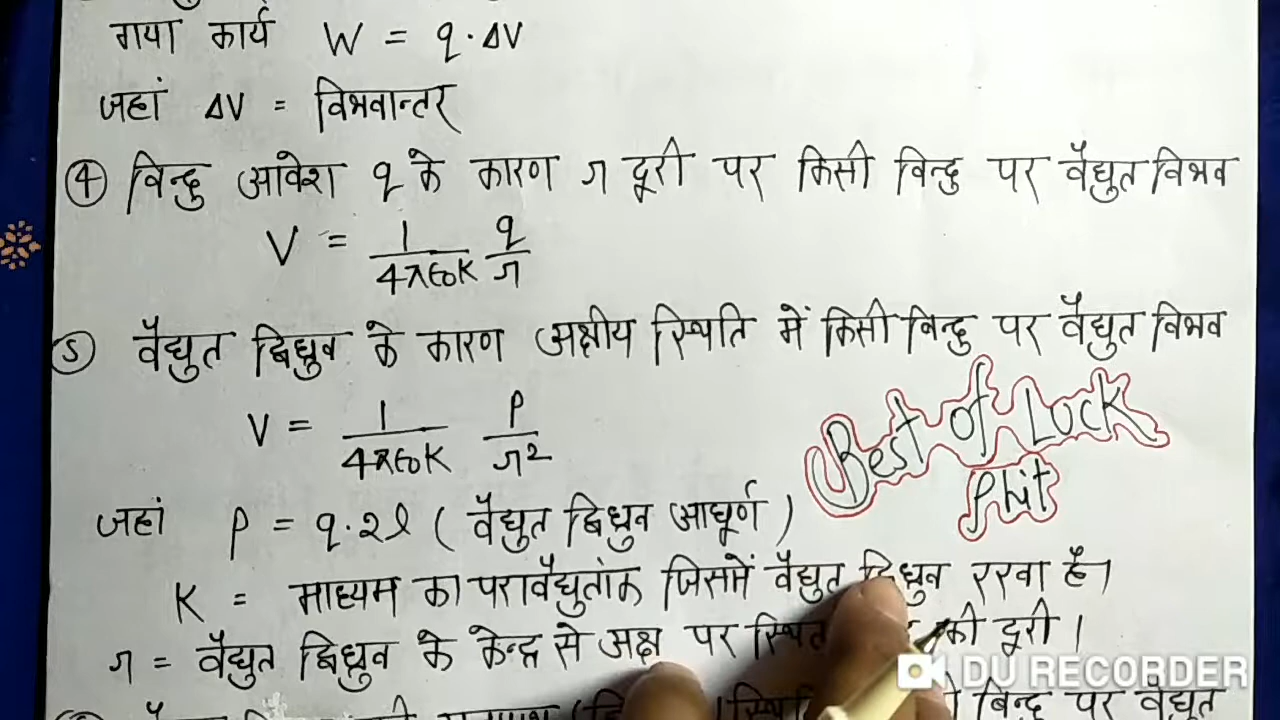 गया कार्य W = q.ΔV
जहां ΔV = विभवान्तर
④ विन्दु आवेश q के कारण r दूरी पर किसी विन्दु पर वैद्युत विभव
V = 1/4πε₀K q/r
⑤ वैद्युत द्विध्रुव के कारण अक्षीय स्थिति में किसी विन्दु पर वैद्युत विभव
V = 1/4πε₀K P/r²
Best of Luck
Phit
जहां P = q.2l ( वैद्युत द्विध्रुव आघूर्ण )
K = माध्यम का परावैद्युतांक जिसमें वैद्युत द्विध्रुव रखा है।
r = वैद्युत द्विध्रुव के केन्द्र से अक्ष पर स्थित की दूरी।
DU RECORDER
बिन्दु पर वैद्युत